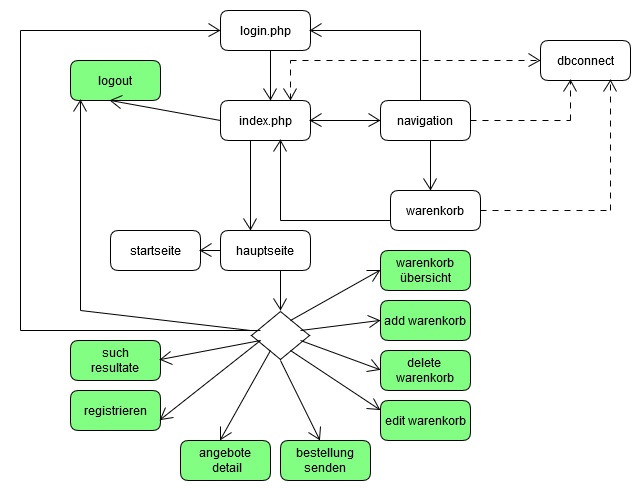 login.php
dbconnect
logout
index.php
navigation
warenkorb
startseite
hauptseite
warenkorb
übersicht
add warenkorb
such
resultate
delete
warenkorb
registrieren
edit warenkorb
angebote
detail
bestellung
senden